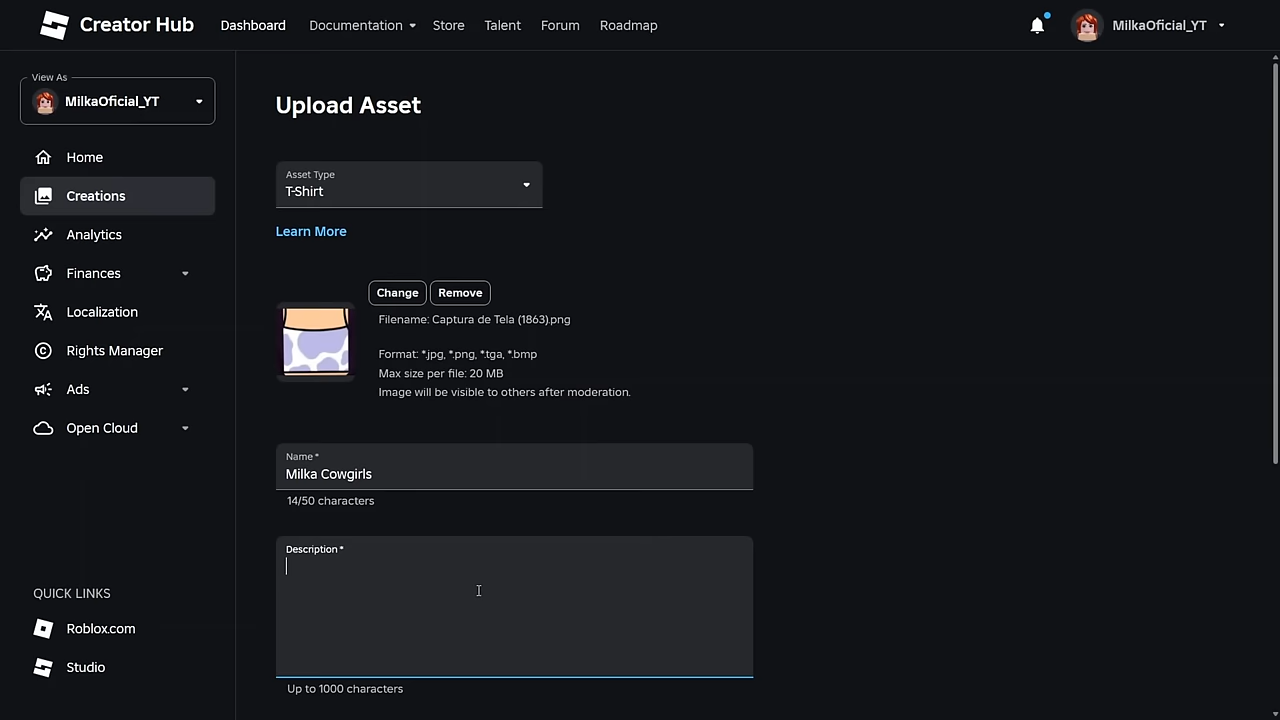 Creator Hub Dashboard Documentation Store Talent Forum Roadmap MilkaOficial_YT
View As
MilkaOficial_YT
Home
Creations
Analytics
Finances
Localization
Rights Manager
Ads
Open Cloud
QUICK LINKS
Roblox.com
Studio
Upload Asset
Asset Type
T-Shirt
Learn More
Change Remove
Filename: Captura de Tela (1863).png
Format: *.jpg, *.png, *.tga, *.bmp
Max size per file: 20 MB
Image will be visible to others after moderation.
Name *
Milka Cowgirls
14/50 characters
Description *
Up to 1000 characters